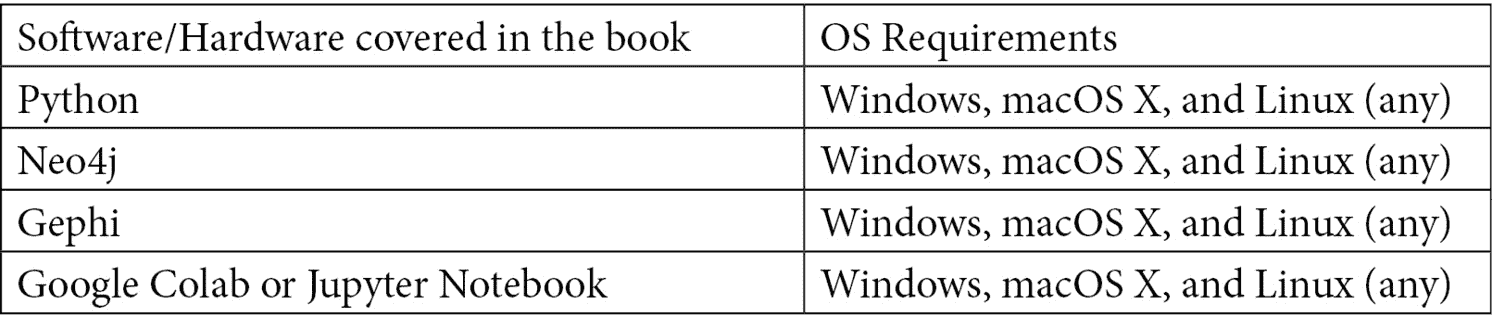 Software/Hardware covered in the book OS Requirements
Python Windows, macOS X, and Linux (any)
Neo4j Windows, macOS X, and Linux (any)
Gephi Windows, macOS X, and Linux (any)
Google Colab or Jupyter Notebook Windows, macOS X, and Linux (any)